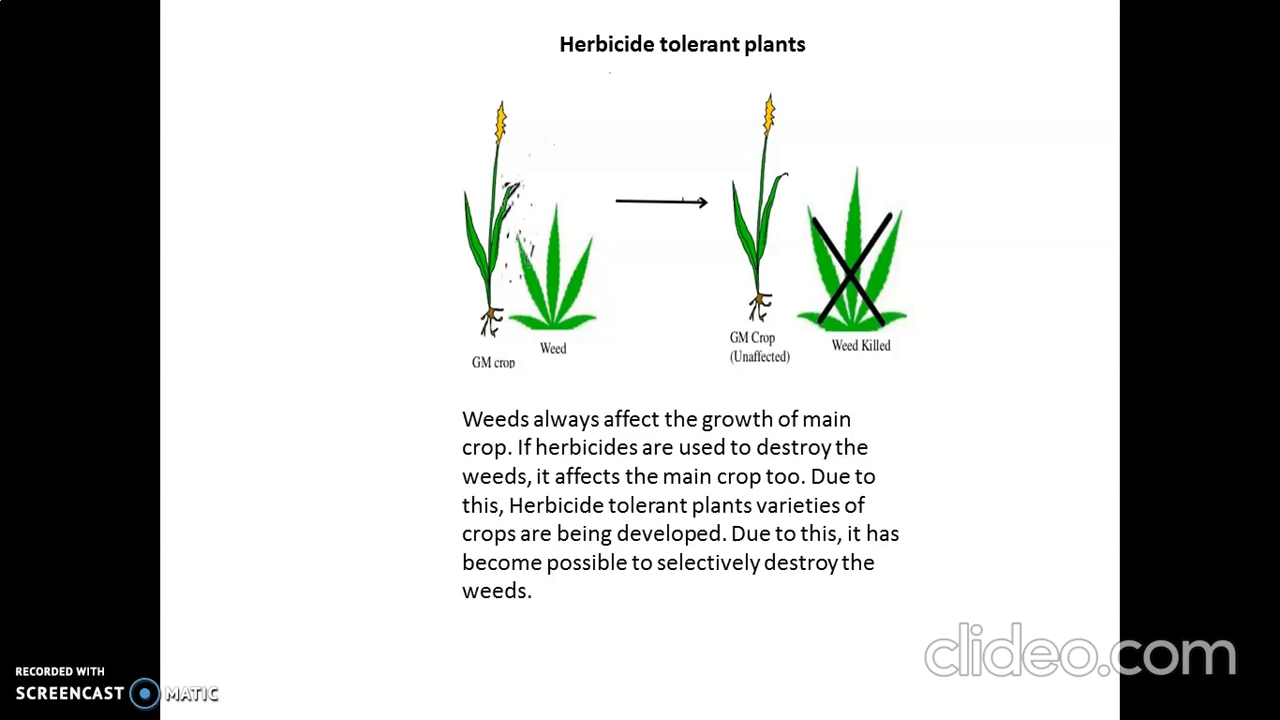 Herbicide tolerant plants
GM crop
Weed
GM Crop
(Unaffected)
Weed Killed
Weeds always affect the growth of main
crop. If herbicides are used to destroy the
weeds, it affects the main crop too. Due to
this, Herbicide tolerant plants varieties of
crops are being developed. Due to this, it has
become possible to selectively destroy the
weeds.
clideo.com
RECORDED WITH
SCREENCAST MATIC